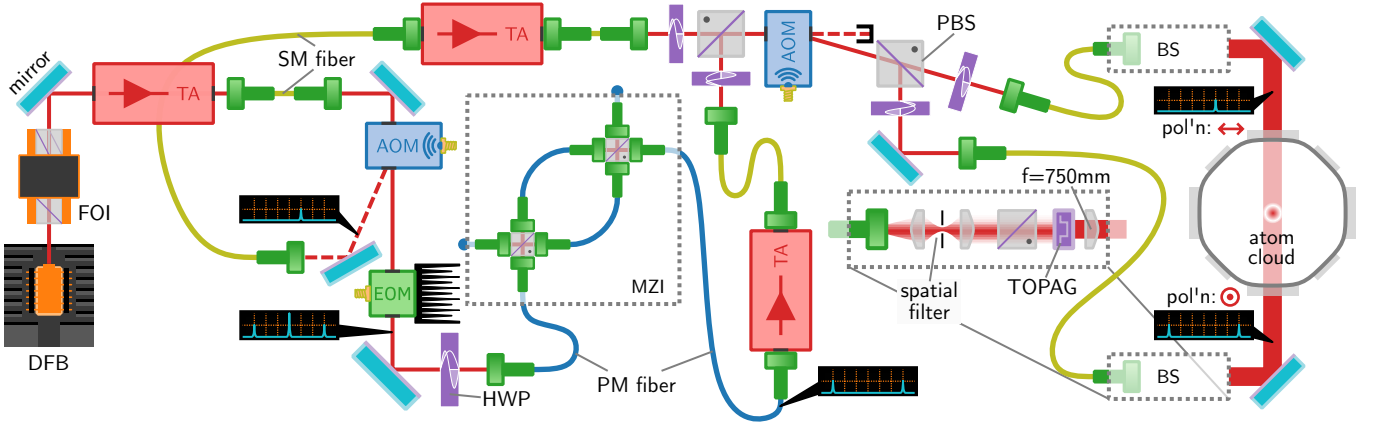 mirror
FOI
DFB
TA
SM fiber
TA
AOM
EOM
HWP
MZI
PM fiber
AOM
PBS
TA
BS
pol'n:
f=750mm
spatial
filter
TOPAG
atom
cloud
pol'n:
BS